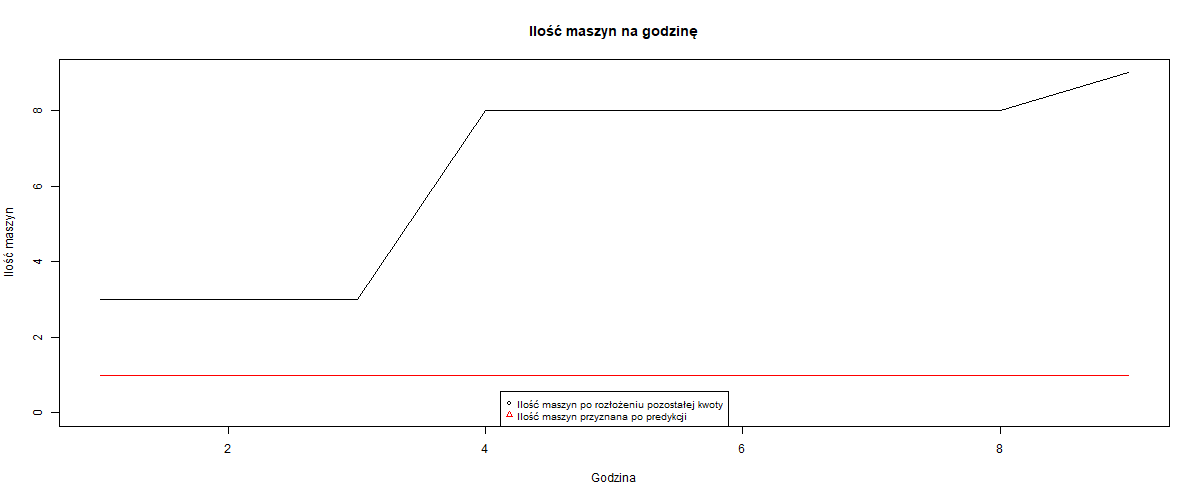 Ilość maszyn na godzinę
8
6
4
2
0
Ilość maszyn
Ilość maszyn po rozłożeniu pozostałej kwoty
Ilość maszyn przyznana po predykcji
2 4 6 8
Godzina